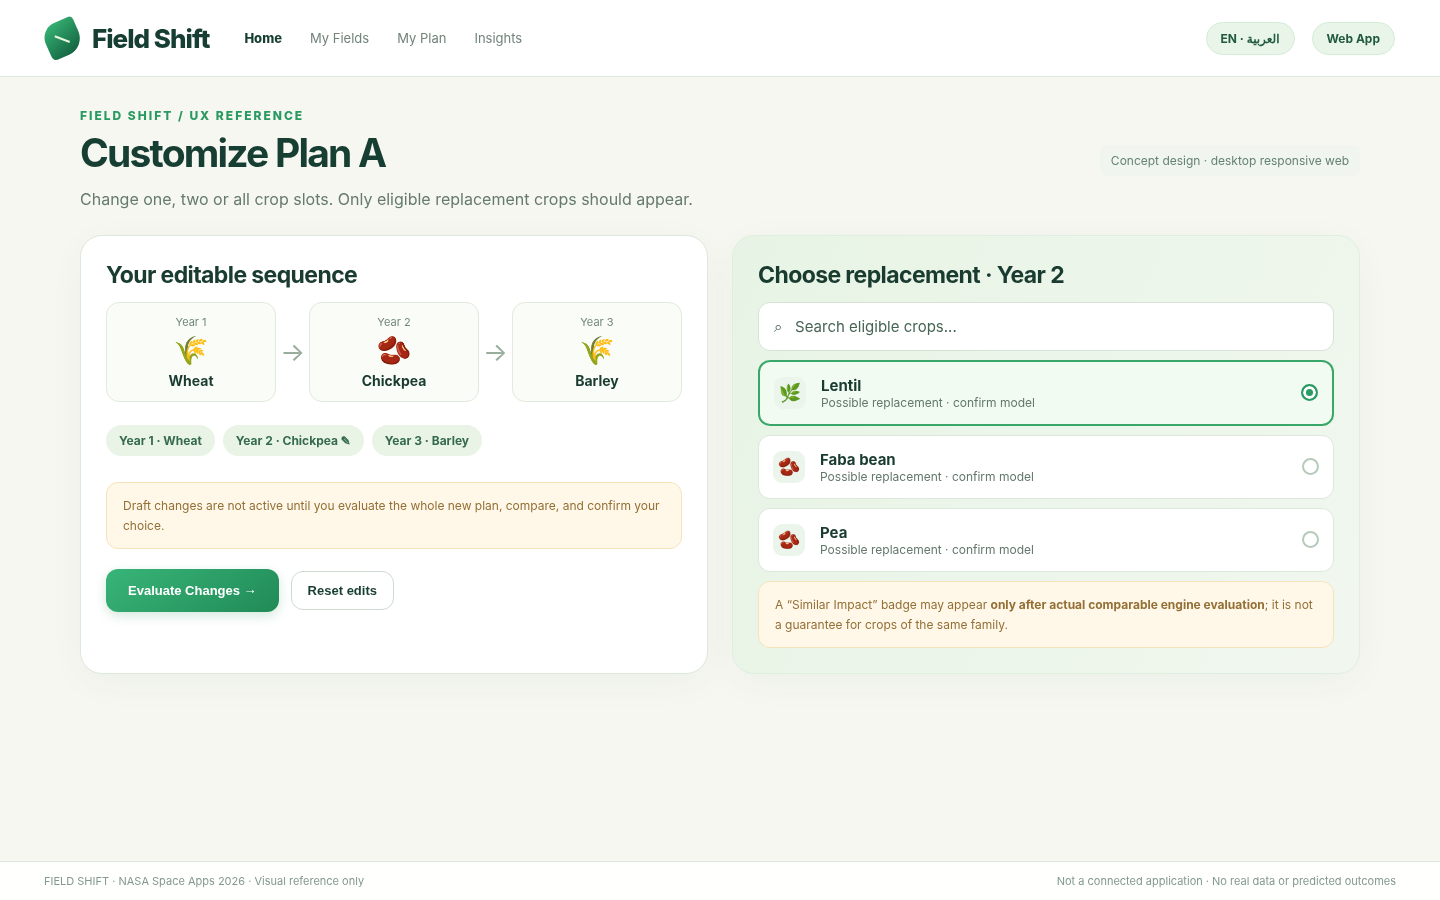 Field Shift
Home
My Fields
My Plan
Insights
EN · العربية
Web App
FIELD SHIFT / UX REFERENCE
Customize Plan A
Concept design · desktop responsive web
Change one, two or all crop slots. Only eligible replacement crops should appear.
Your editable sequence
Year 1
Wheat
→
Year 2
Chickpea
→
Year 3
Barley
Year 1 · Wheat
Year 2 · Chickpea ✎
Year 3 · Barley
Draft changes are not active until you evaluate the whole new plan, compare, and confirm your
choice.
Evaluate Changes →
Reset edits
Choose replacement · Year 2
⌕ Search eligible crops...
Lentil
Possible replacement · confirm model
Faba bean
Possible replacement · confirm model
Pea
Possible replacement · confirm model
A “Similar Impact” badge may appear only after actual comparable engine evaluation; it is not
a guarantee for crops of the same family.
FIELD SHIFT · NASA Space Apps 2026 · Visual reference only
Not a connected application · No real data or predicted outcomes